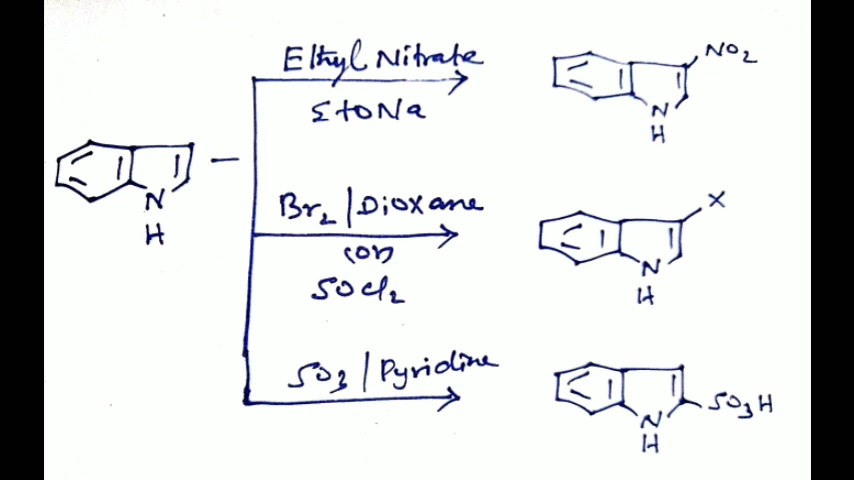 Ethyl Nitrate
EtONa
NO2
N
H
N
H
Br2 | Dioxane
(or)
SOCl2
X
N
H
SO3 | Pyridine
SO3H
N
H